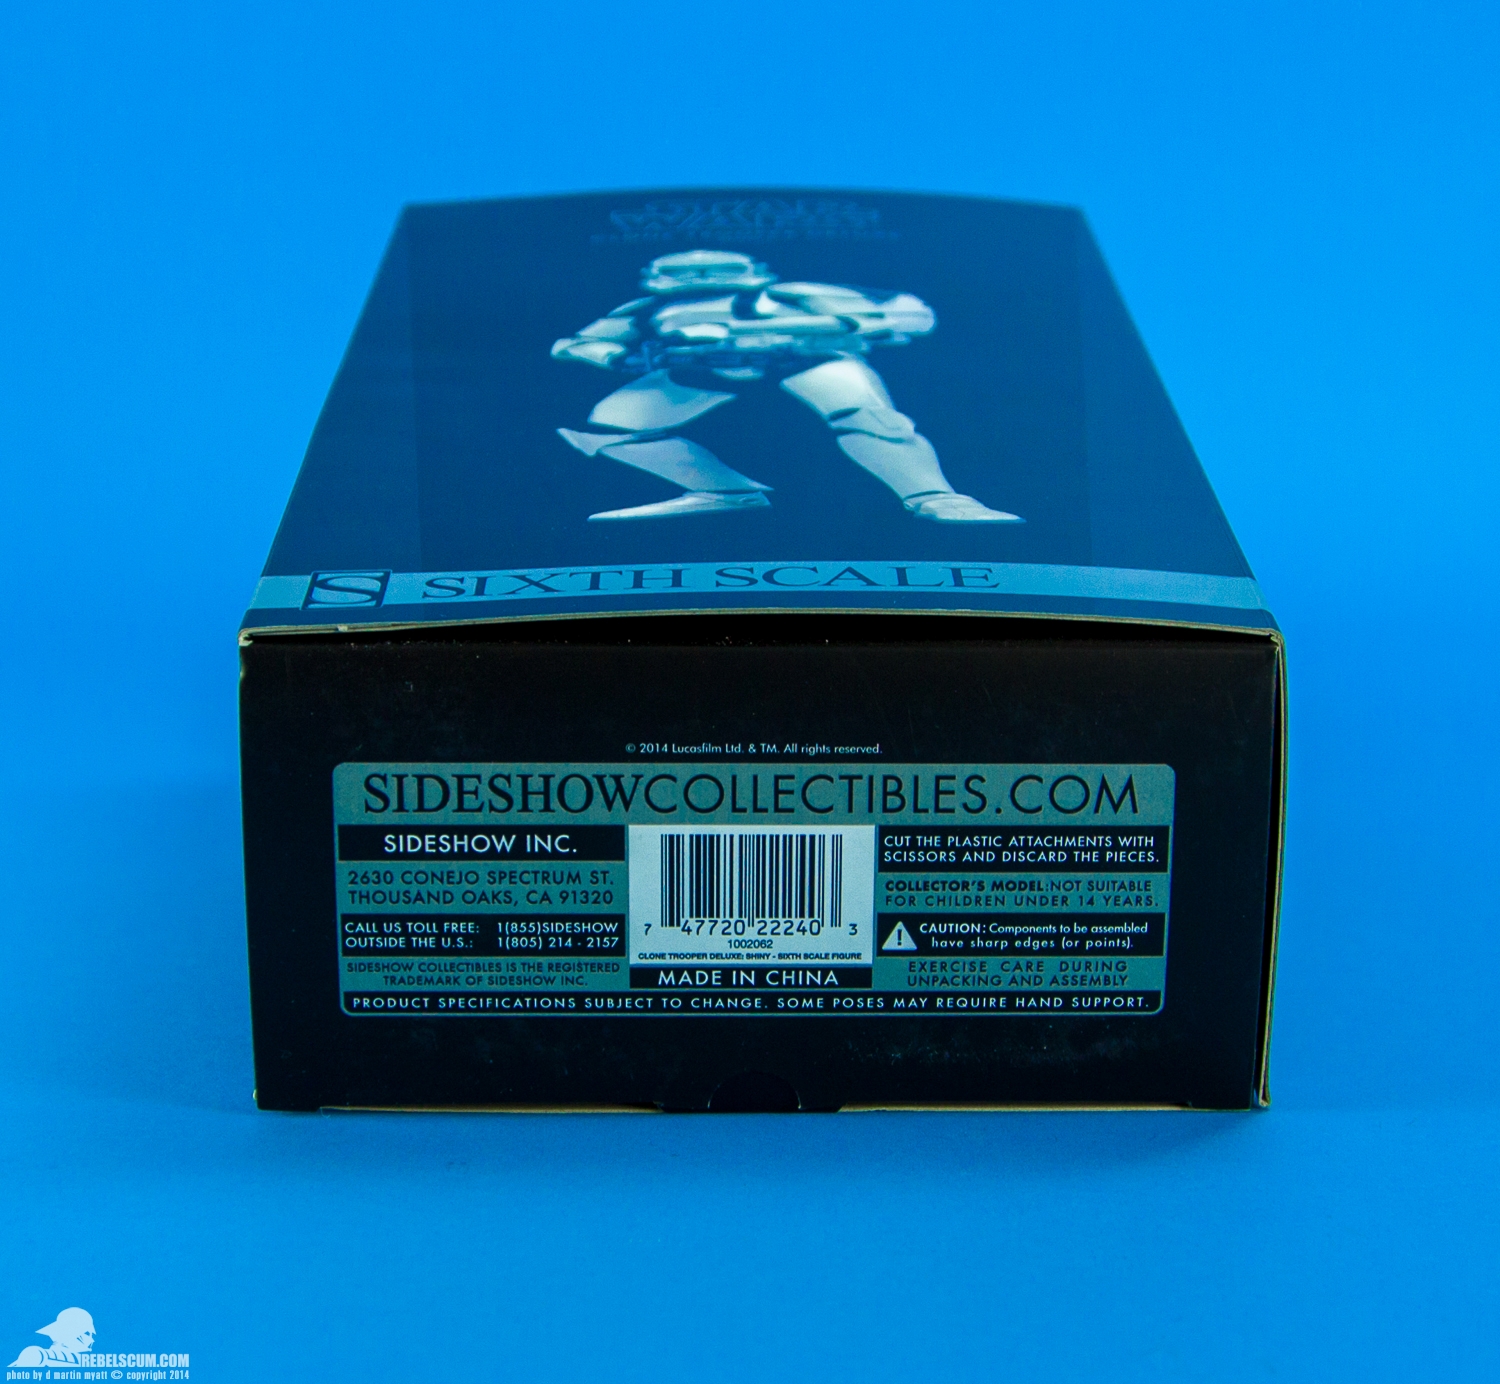 S SIXTH SCALE
© 2014 Lucasfilm Ltd. & TM. All rights reserved.
SIDESHOWCOLLECTIBLES.COM
SIDESHOW INC.
2630 CONEJO SPECTRUM ST.
THOUSAND OAKS, CA 91320
CALL US TOLL FREE: 1(855)SIDESHOW
OUTSIDE THE U.S.: 1(805) 214 - 2157
SIDESHOW COLLECTIBLES IS THE REGISTERED
TRADEMARK OF SIDESHOW INC.
7 47720 22240 3
1002062
CLONE TROOPER DELUXE: SHINY - SIXTH SCALE FIGURE
MADE IN CHINA
CUT THE PLASTIC ATTACHMENTS WITH
SCISSORS AND DISCARD THE PIECES.
COLLECTOR'S MODEL:NOT SUITABLE
FOR CHILDREN UNDER 14 YEARS.
CAUTION: Components to be assembled
have sharp edges (or points).
EXERCISE CARE DURING
UNPACKING AND ASSEMBLY
PRODUCT SPECIFICATIONS SUBJECT TO CHANGE. SOME POSES MAY REQUIRE HAND SUPPORT.
REBELSCUM.COM
photo by d martin myatt © copyright 2014